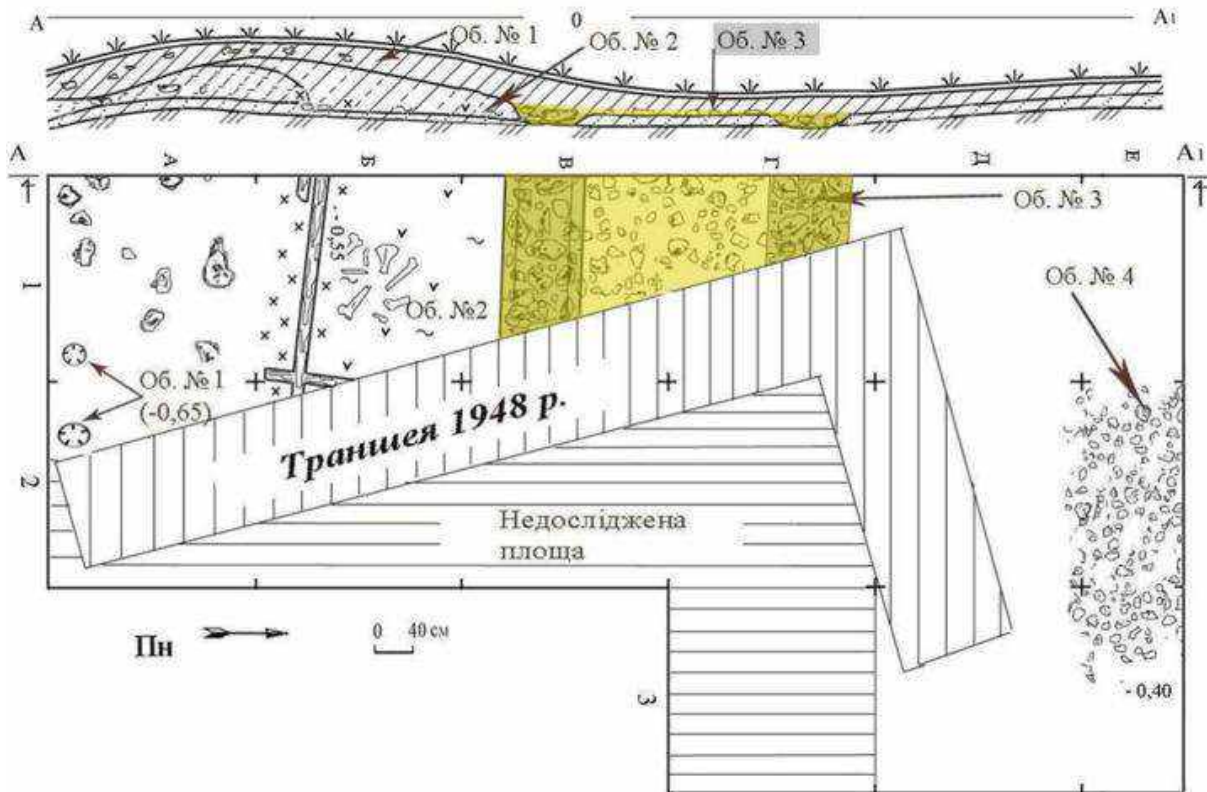 А 0 А1
Об. № 1
Об. № 2
Об. № 3
А А Б В Г Д Е А1
Об. № 3
-0,55
Об. №2
Об. № 4
1
Об. № 1
(-0,65)
Траншея 1948 р.
2
Недосліджена
площа
Пн
0 40 см
3
- 0,40